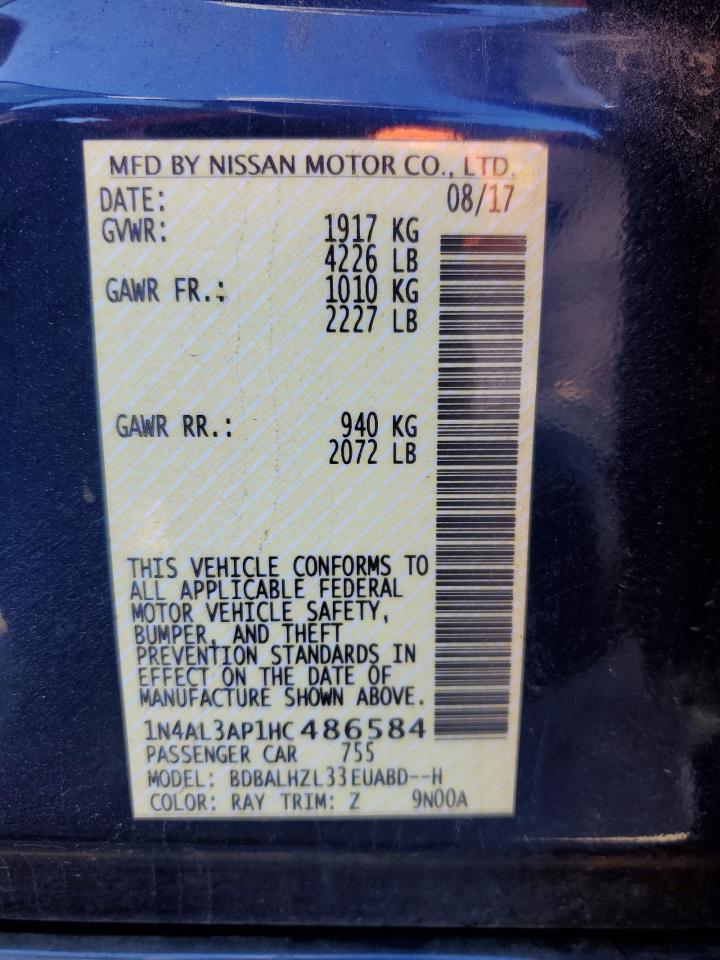 MFD BY NISSAN MOTOR CO., LTD.
DATE: 08/17
GVWR: 1917 KG
4226 LB
GAWR FR.: 1010 KG
2227 LB
GAWR RR.: 940 KG
2072 LB
THIS VEHICLE CONFORMS TO
ALL APPLICABLE FEDERAL
MOTOR VEHICLE SAFETY,
BUMPER, AND THEFT
PREVENTION STANDARDS IN
EFFECT ON THE DATE OF
MANUFACTURE SHOWN ABOVE.
1N4AL3AP1HC486584
PASSENGER CAR 755
MODEL: BDBALHZL33EUABD--H
COLOR: RAY TRIM: Z 9N00A